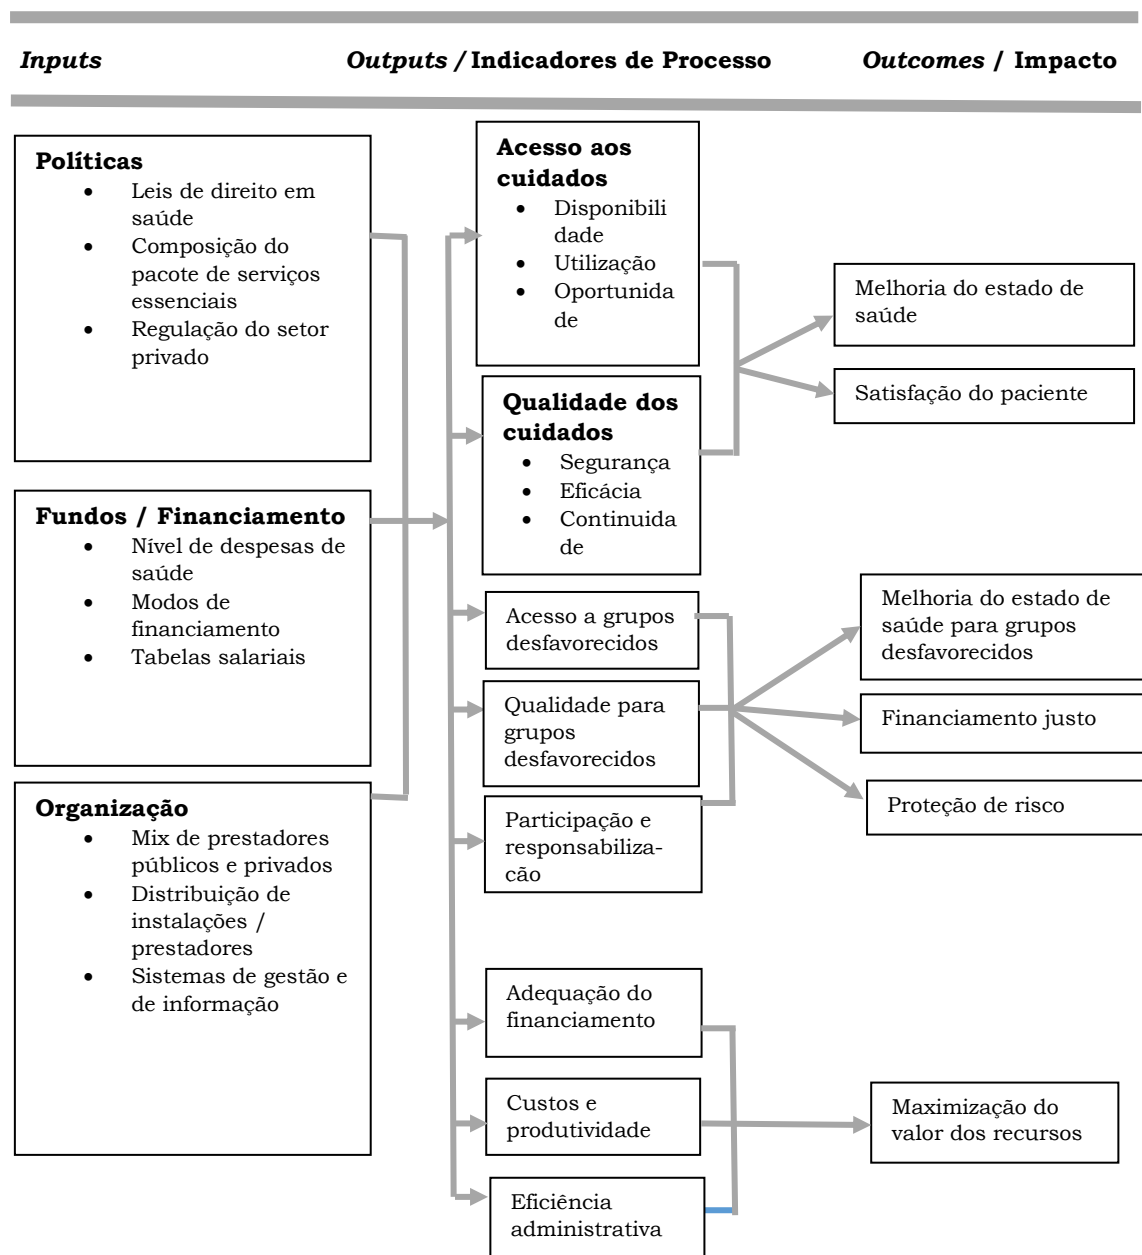 Inputs
Outputs / Indicadores de Processo
Outcomes / Impacto
Políticas
• Leis de direito em
saúde
• Composição do
pacote de serviços
essenciais
• Regulação do setor
privado
Fundos / Financiamento
• Nível de despesas de
saúde
• Modos de
financiamento
• Tabelas salariais
Organização
• Mix de prestadores
públicos e privados
• Distribuição de
instalações /
prestadores
• Sistemas de gestão e
de informação
Acesso aos
cuidados
• Disponibili
dade
• Utilização
• Oportunida
de
Qualidade dos
cuidados
• Segurança
• Eficácia
• Continuida
de
Acesso a grupos
desfavorecidos
Qualidade para
grupos
desfavorecidos
Participação e
responsabiliza-
cão
Adequação do
financiamento
Custos e
produtividade
Eficiência
administrativa
Melhoria do estado de
saúde
Satisfação do paciente
Melhoria do estado de
saúde para grupos
desfavorecidos
Financiamento justo
Proteção de risco
Maximização do
valor dos recursos